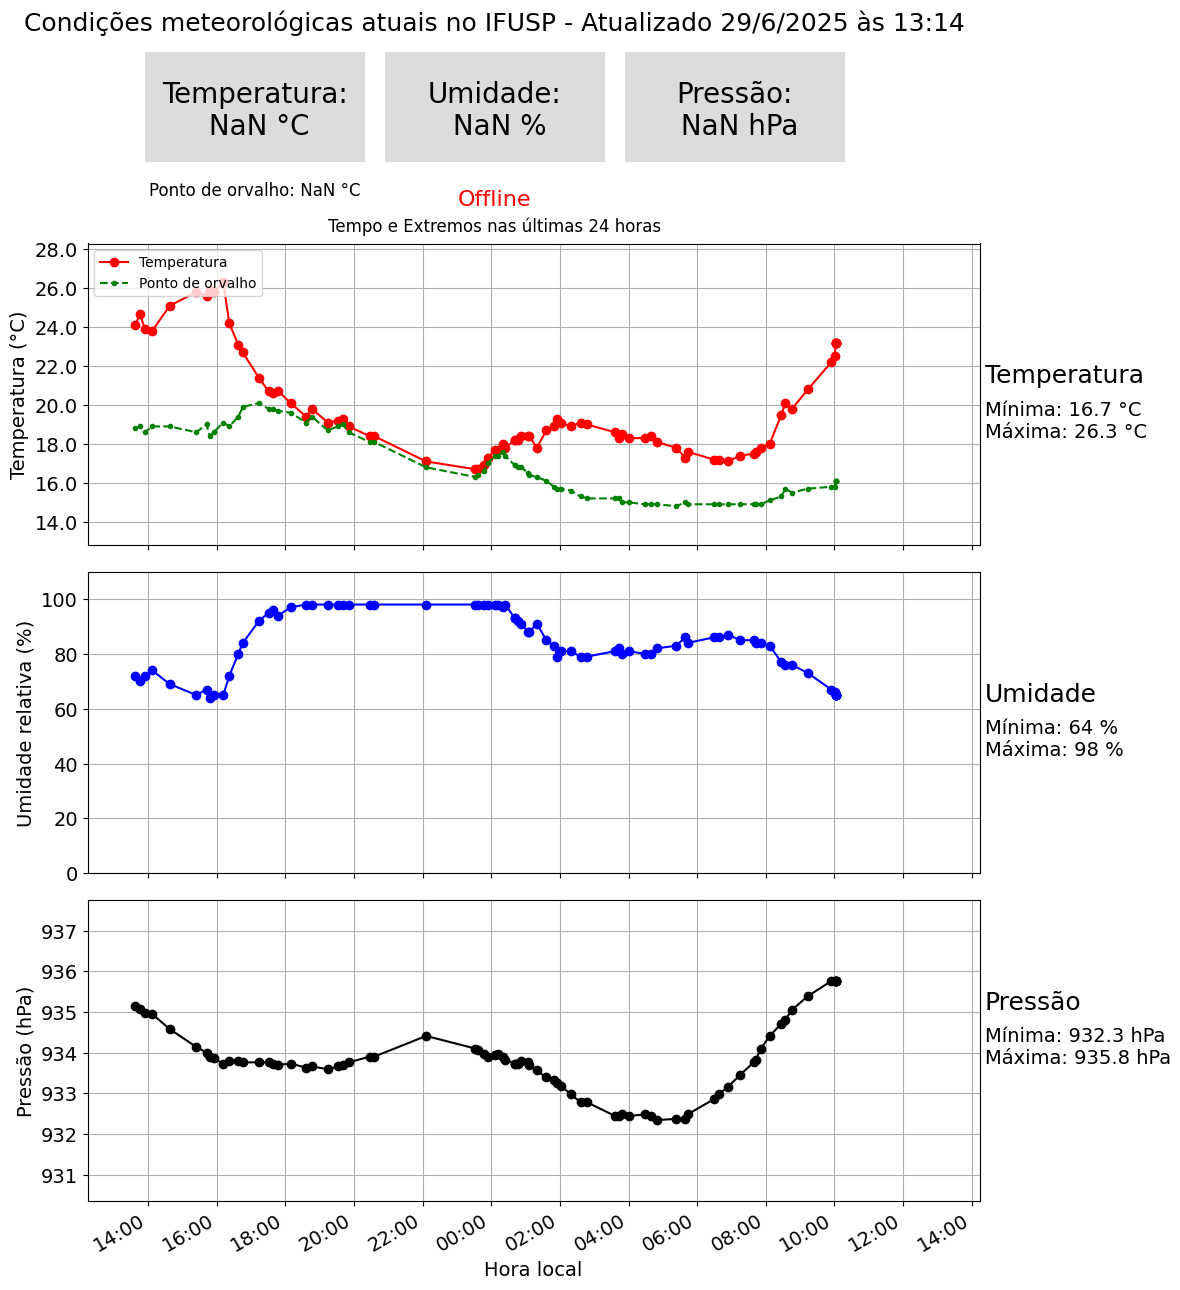 Condições meteorológicas atuais no IFUSP - Atualizado 29/6/2025 às 13:14
Temperatura:
NaN °C
Umidade:
NaN %
Pressão:
NaN hPa
Ponto de orvalho: NaN °C
Offline
Tempo e Extremos nas últimas 24 horas
Temperatura
Ponto de orvalho
Temperatura (°C)
28.0
26.0
24.0
22.0
20.0
18.0
16.0
14.0
Temperatura
Mínima: 16.7 °C
Máxima: 26.3 °C
Umidade relativa (%)
100
80
60
40
20
0
Umidade
Mínima: 64 %
Máxima: 98 %
Pressão (hPa)
937
936
935
934
933
932
931
Pressão
Mínima: 932.3 hPa
Máxima: 935.8 hPa
14:00 16:00 18:00 20:00 22:00 00:00 02:00 04:00 06:00 08:00 10:00 12:00 14:00
Hora local